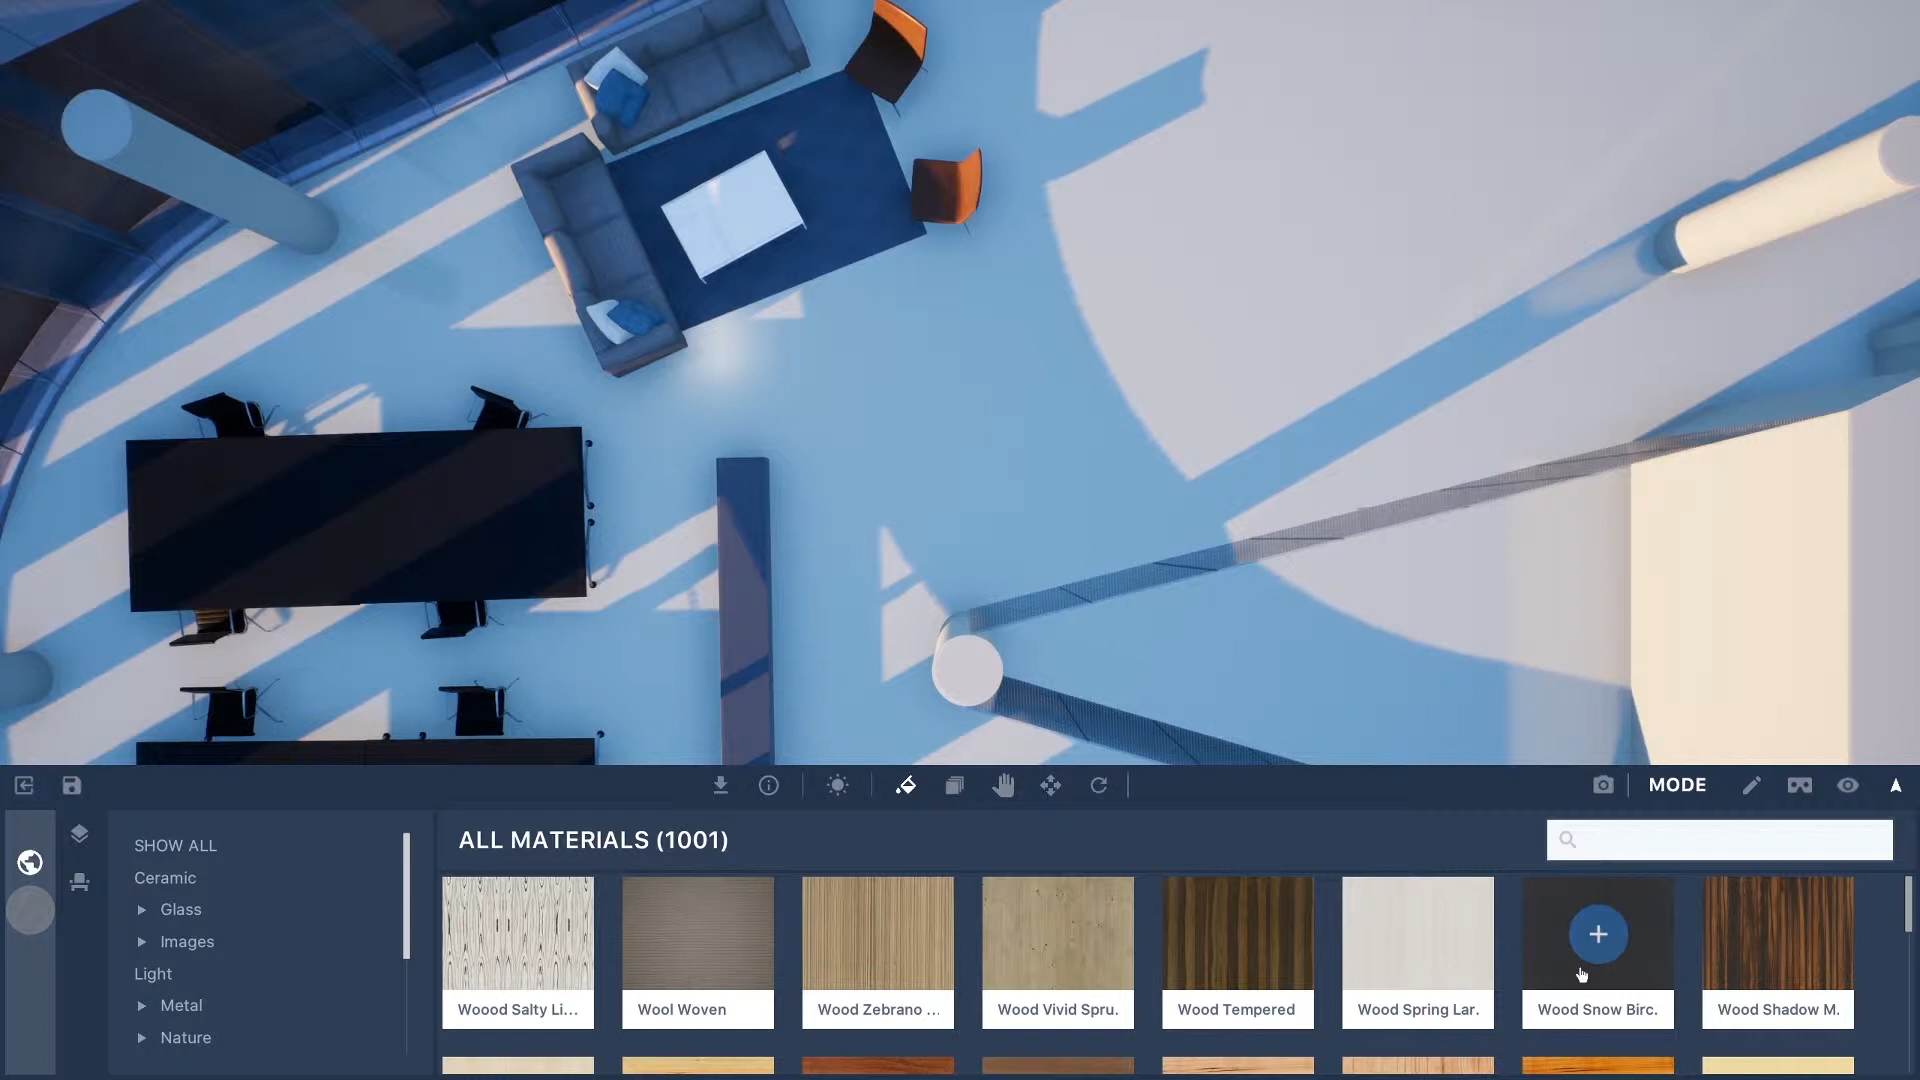 MODE
SHOW ALL
Ceramic
Glass
Images
Light
Metal
Nature
ALL MATERIALS (1001)
Woood Salty Li...
Wool Woven
Wood Zebrano ...
Wood Vivid Spru.
Wood Tempered
Wood Spring Lar.
Wood Snow Birc.
Wood Shadow M.